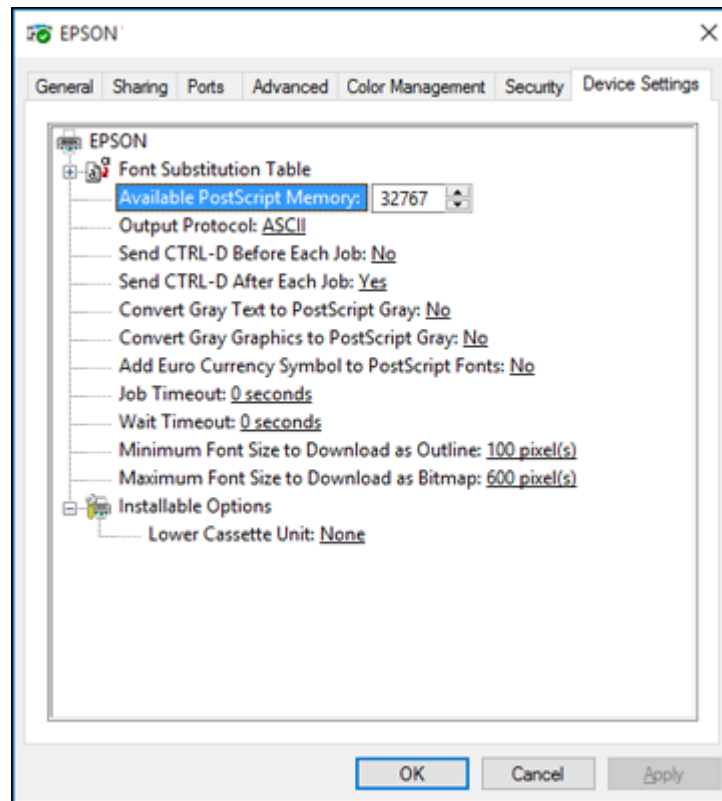 EPSON
General Sharing Ports Advanced Color Management Security Device Settings
EPSON
Font Substitution Table
Available PostScript Memory: 32767
Output Protocol: ASCII
Send CTRL-D Before Each Job: No
Send CTRL-D After Each Job: Yes
Convert Gray Text to PostScript Gray: No
Convert Gray Graphics to PostScript Gray: No
Add Euro Currency Symbol to PostScript Fonts: No
Job Timeout: 0 seconds
Wait Timeout: 0 seconds
Minimum Font Size to Download as Outline: 100 pixel(s)
Maximum Font Size to Download as Bitmap: 600 pixel(s)
Installable Options
Lower Cassette Unit: None
OK Cancel Apply